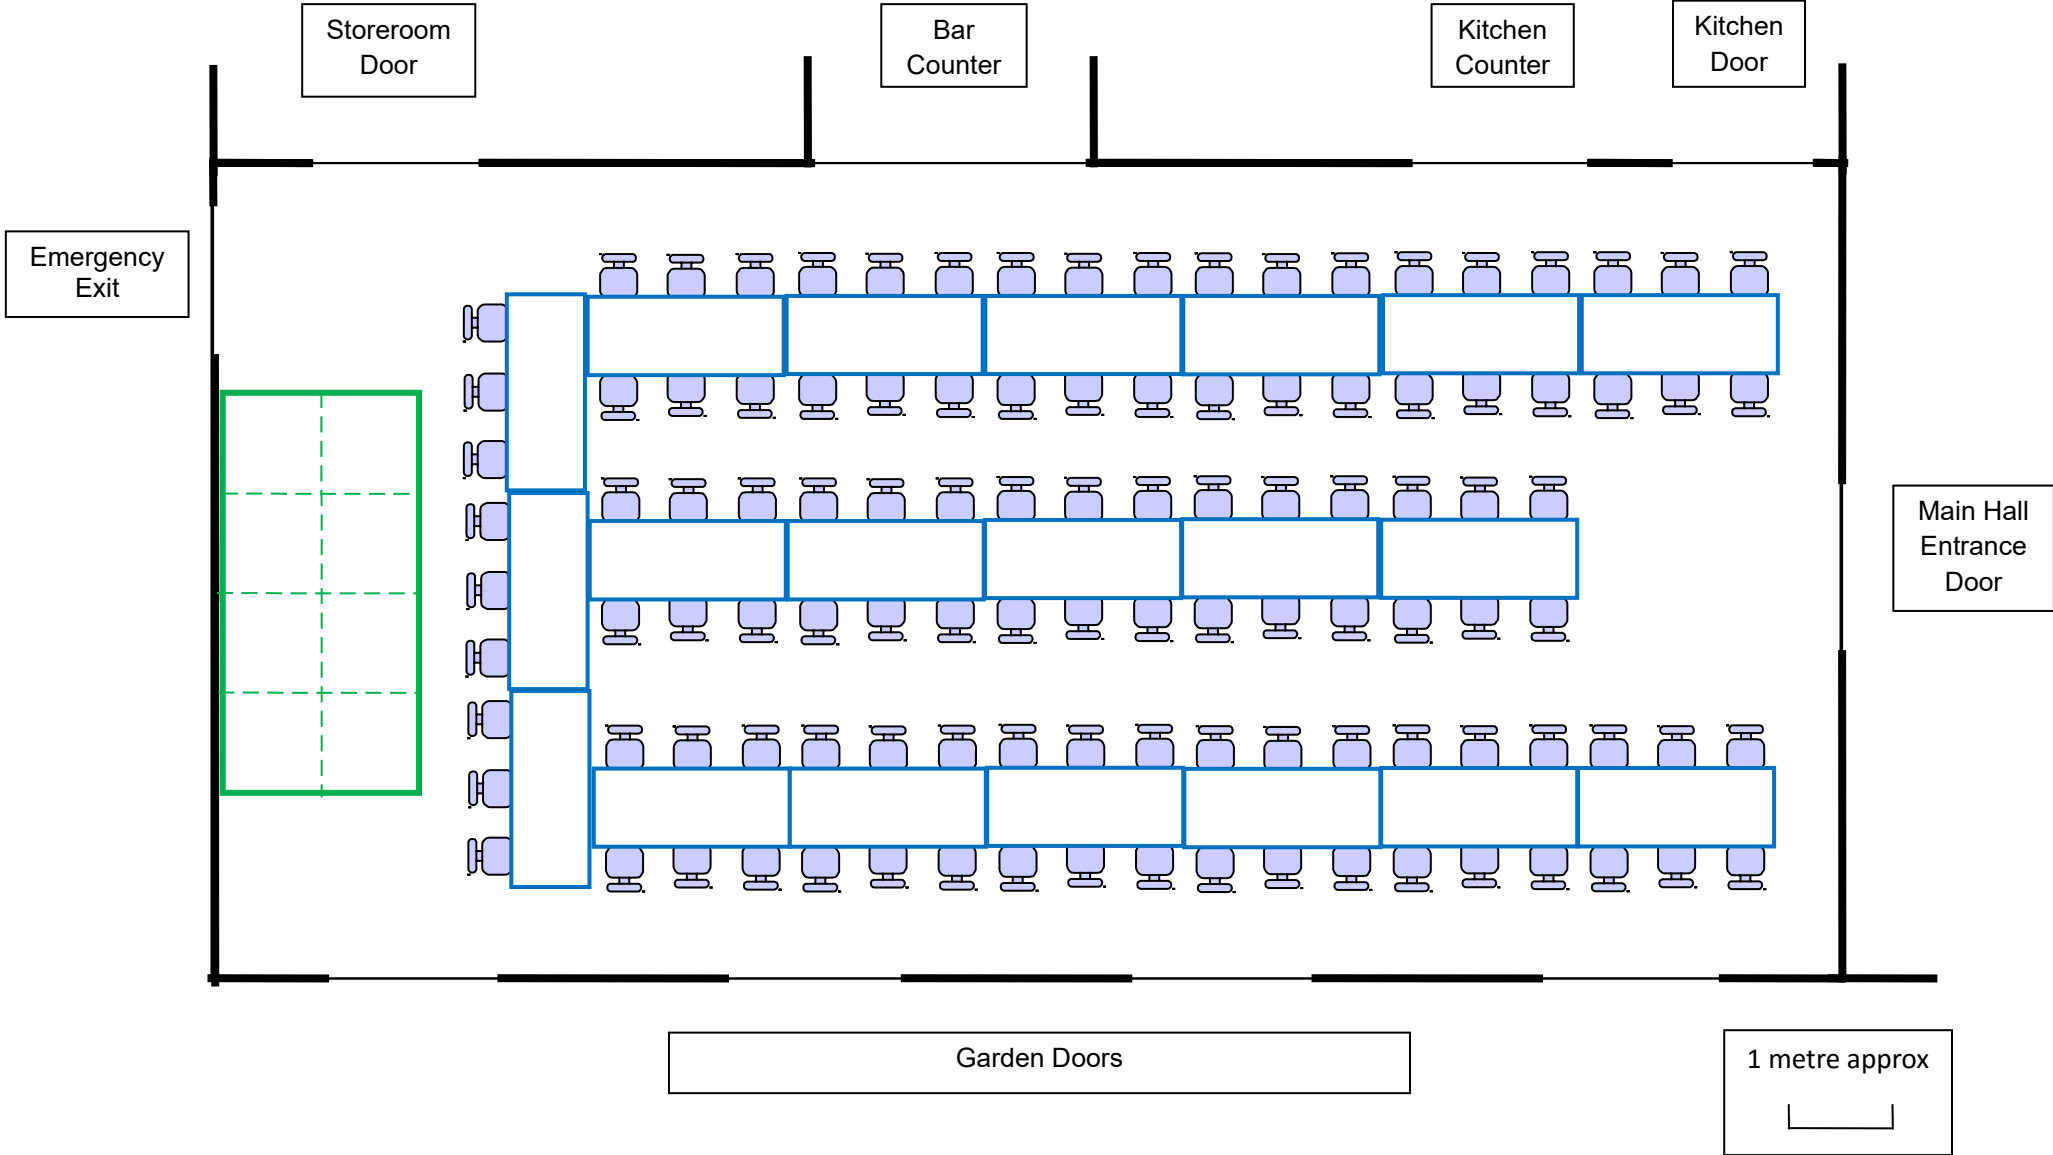 Storeroom
Door
Bar
Counter
Kitchen
Counter
Kitchen
Door
Emergency
Exit
Main Hall
Entrance
Door
Garden Doors
1 metre approx